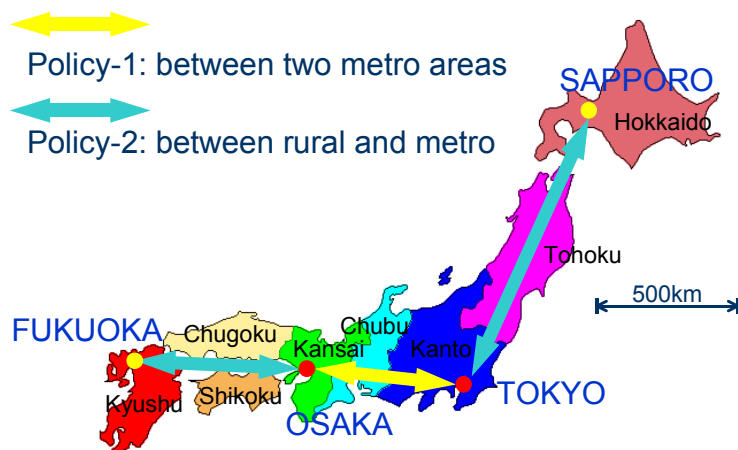 Policy-1: between two metro areas
SAPPORO
Hokkaido
Policy-2: between rural and metro
Tohoku
500km
FUKUOKA
Chugoku
Chubu
Kansai
Kanto
Kyushu
Shikoku
TOKYO
OSAKA